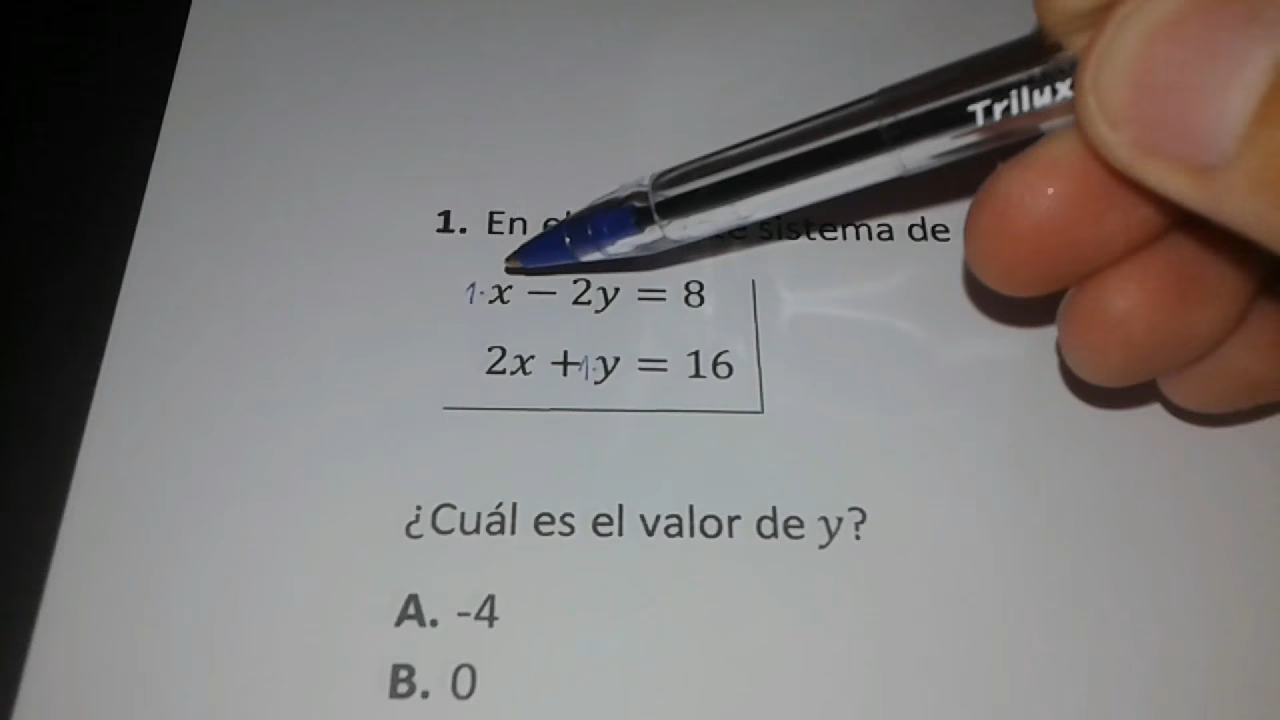 Trilux
1. En sistema de
1·x − 2y = 8
2x + 1·y = 16
¿Cuál es el valor de y?
A. -4
B. 0